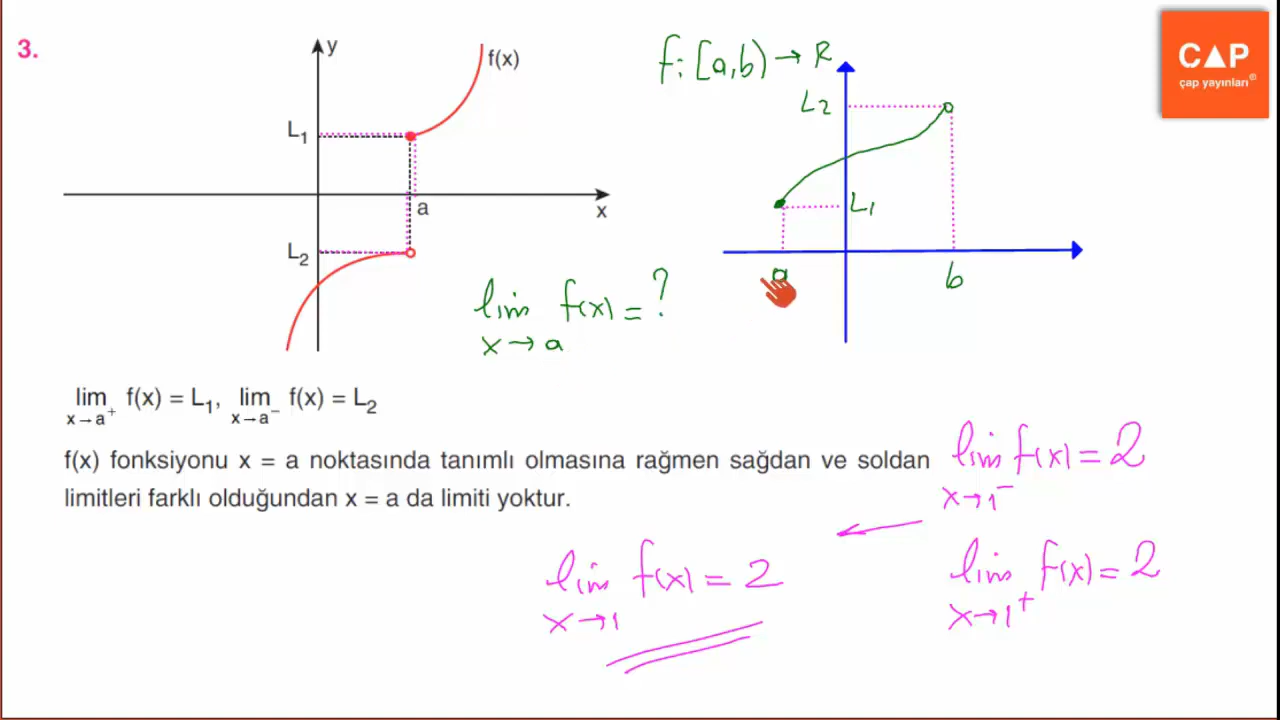 3.
y
f(x)
L₁
a
x
L₂
f: [a,b) → R
L2
L1
a
b
lim f(x) = ?
x → a
CAP
çap yayınları®
lim f(x) = L₁, lim f(x) = L₂
x→a⁺ x→a⁻
f(x) fonksiyonu x = a noktasında tanımlı olmasına rağmen sağdan ve soldan
limitleri farklı olduğundan x = a da limiti yoktur.
lim f(x) = 2
x→1⁻
lim f(x) = 2
x→1⁺
lim f(x) = 2
x→1